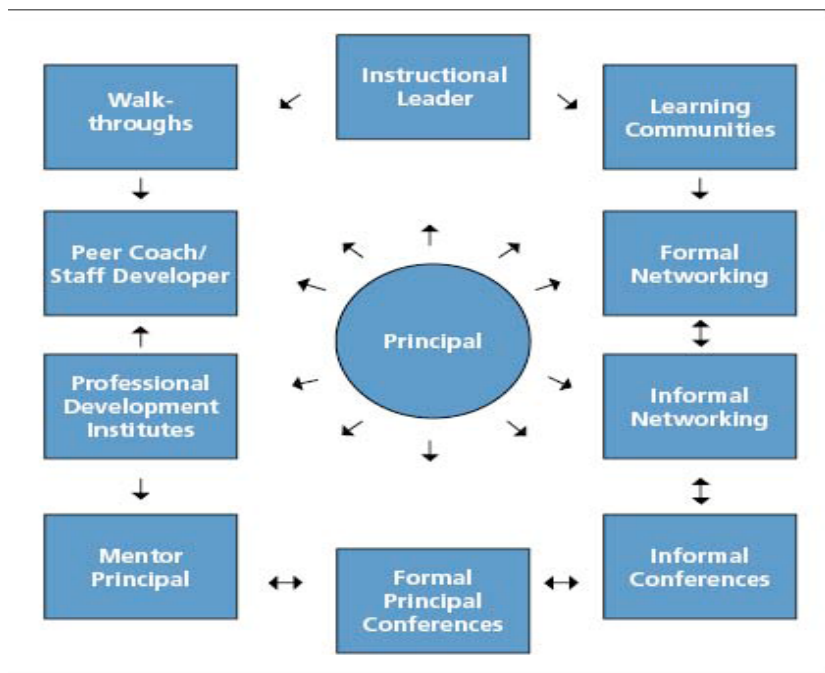 Instructional
Leader
Walk-
throughs
Learning
Communities
Peer Coach/
Staff Developer
Formal
Networking
Principal
Professional
Development
Institutes
Informal
Networking
Mentor
Principal
Formal
Principal
Conferences
Informal
Conferences